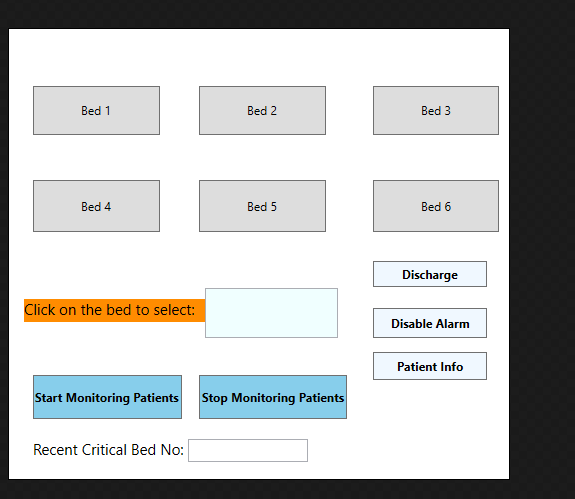 Bed 1
Bed 2
Bed 3
Bed 4
Bed 5
Bed 6
Discharge
Click on the bed to select:
Disable Alarm
Patient Info
Start Monitoring Patients
Stop Monitoring Patients
Recent Critical Bed No: